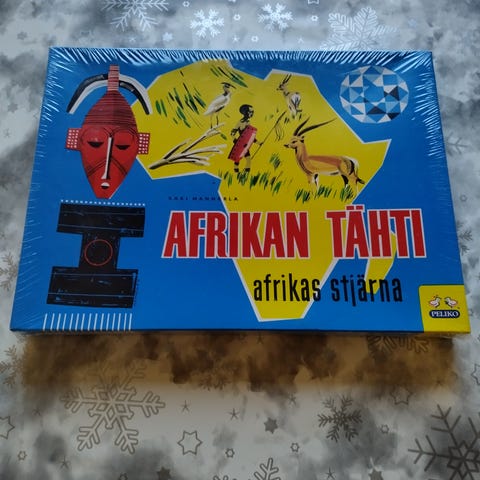 KARI MANNERLA
AFRIKAN TÄHTI
afrikas stjärna
PELIKO